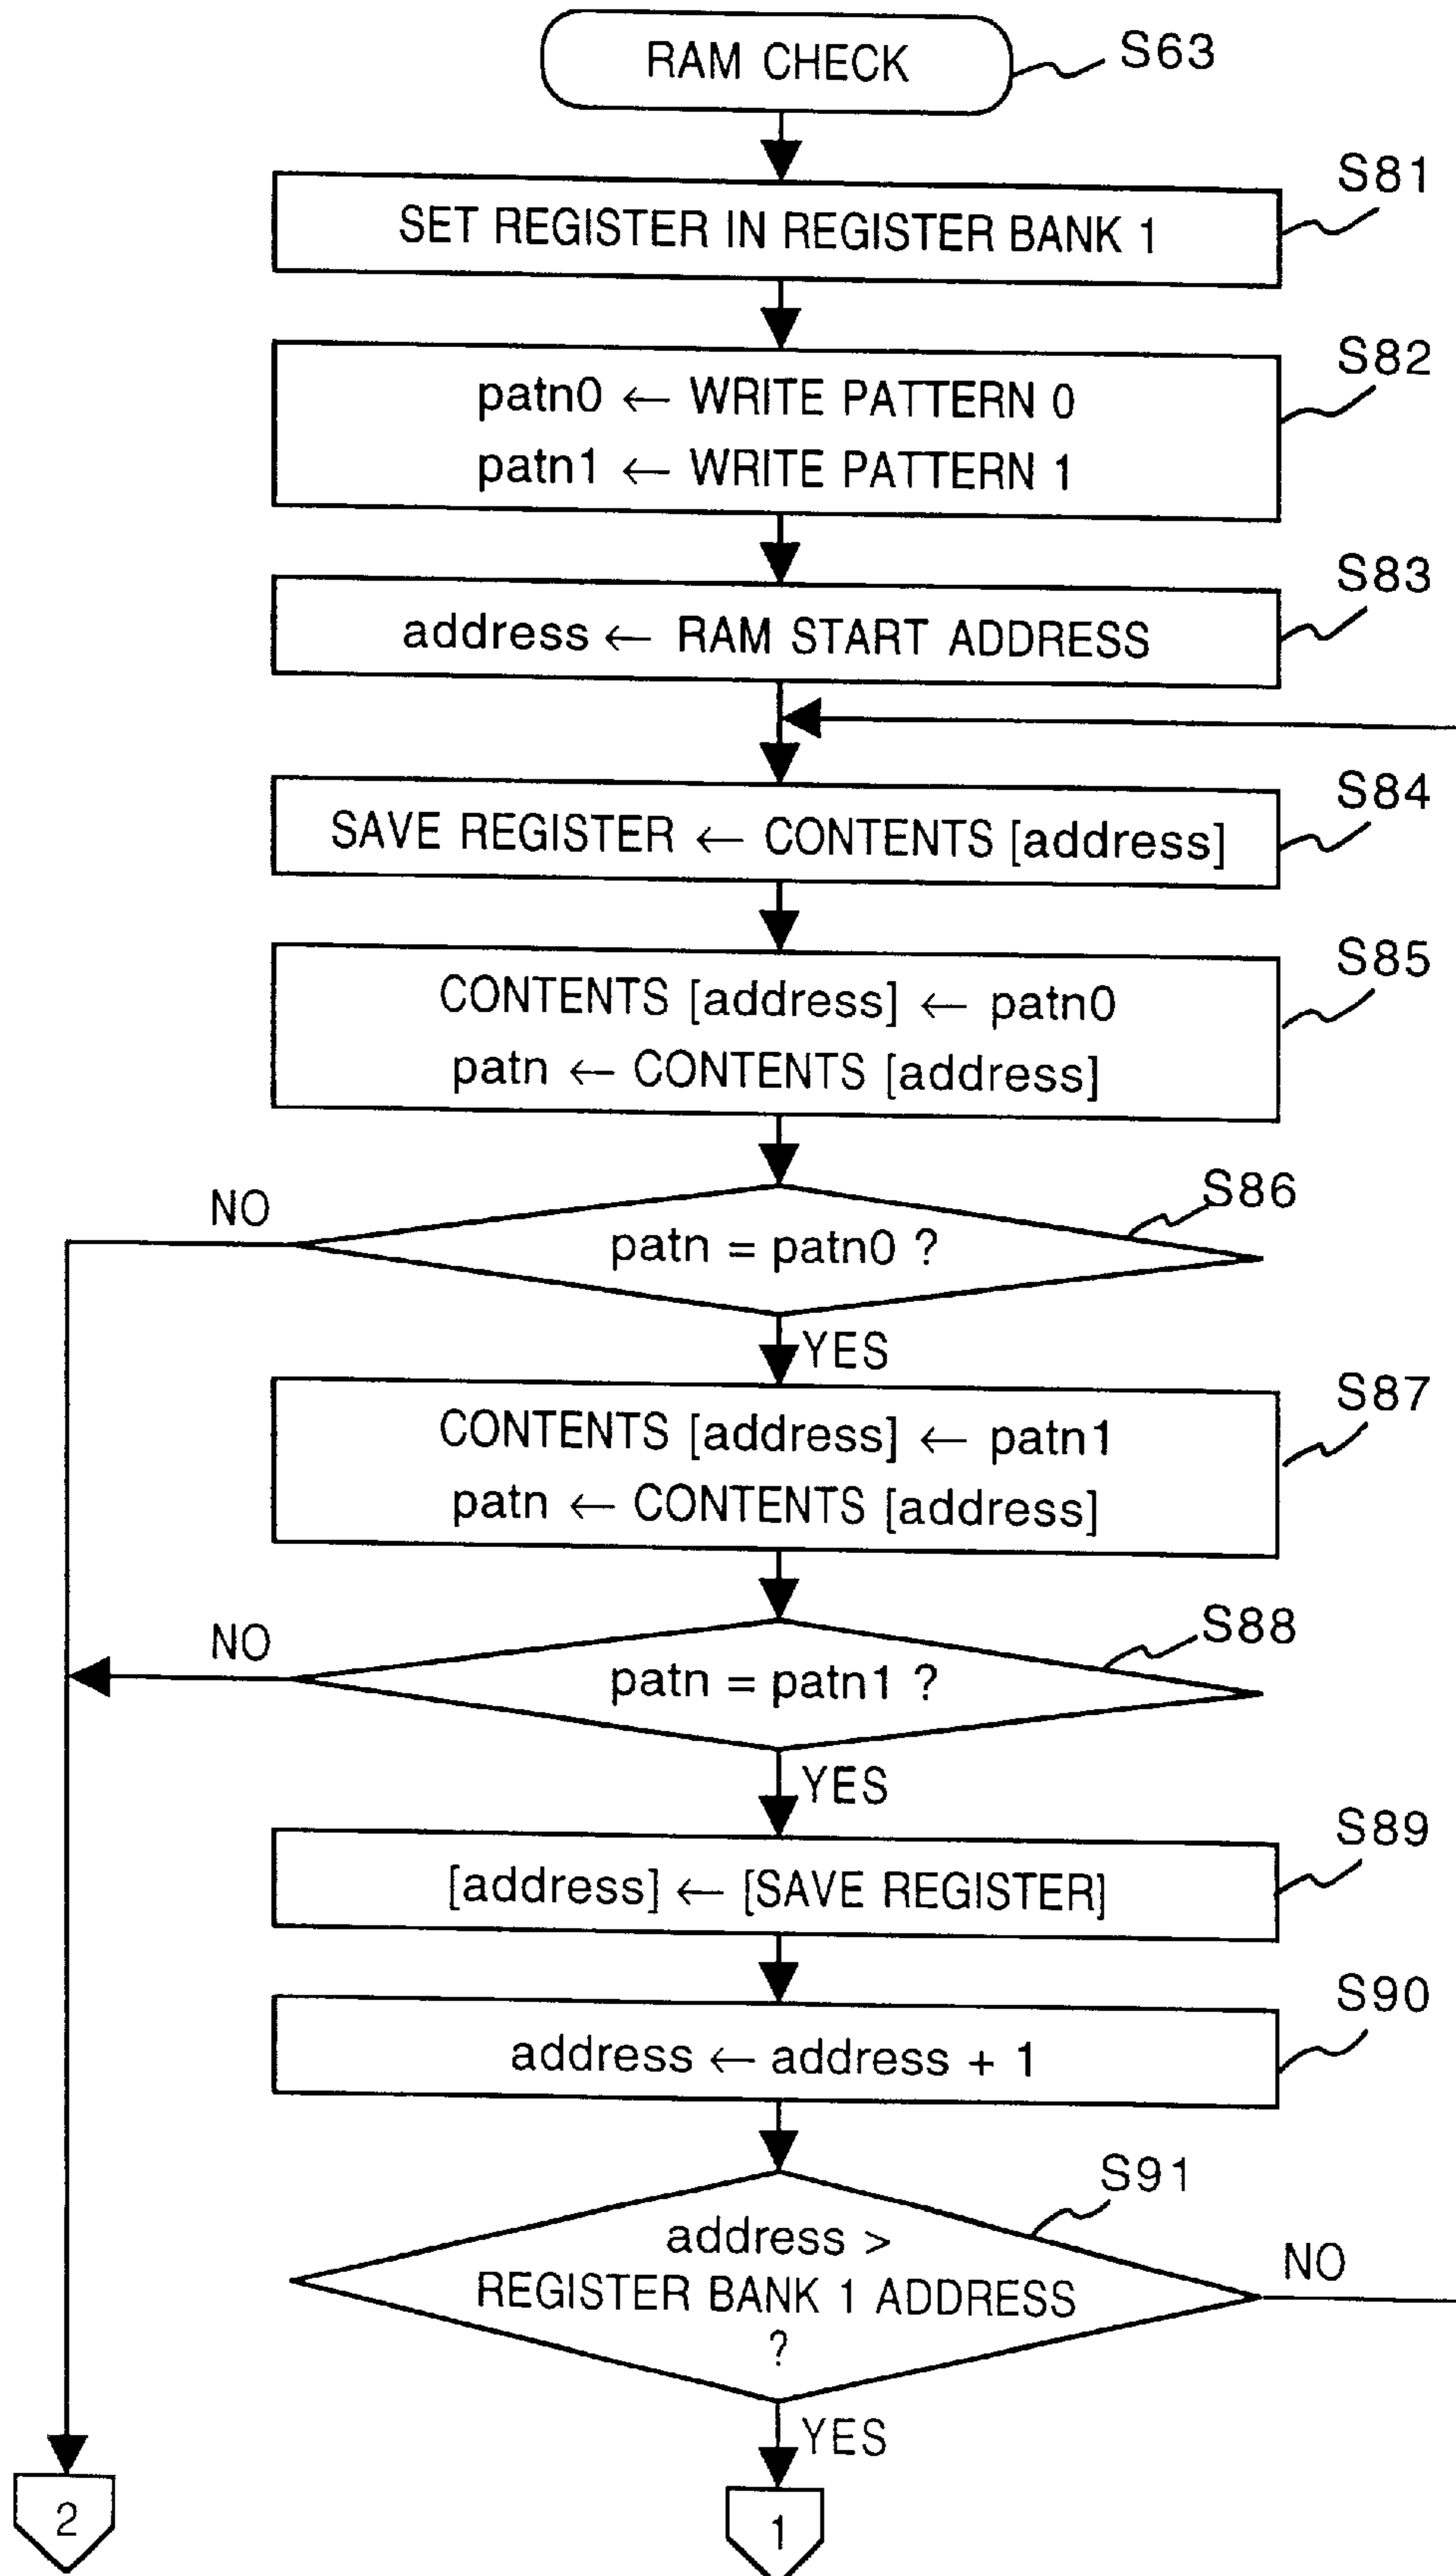 RAM CHECK
S63
S81
SET REGISTER IN REGISTER BANK 1
S82
patn0 ← WRITE PATTERN 0
patn1 ← WRITE PATTERN 1
S83
address ← RAM START ADDRESS
S84
SAVE REGISTER ← CONTENTS [address]
S85
CONTENTS [address] ← patn0
patn ← CONTENTS [address]
S86
NO
patn = patn0 ?
YES
S87
CONTENTS [address] ← patn1
patn ← CONTENTS [address]
S88
NO
patn = patn1 ?
YES
S89
[address] ← [SAVE REGISTER]
S90
address ← address + 1
S91
address >
REGISTER BANK 1 ADDRESS
?
NO
YES
2
1